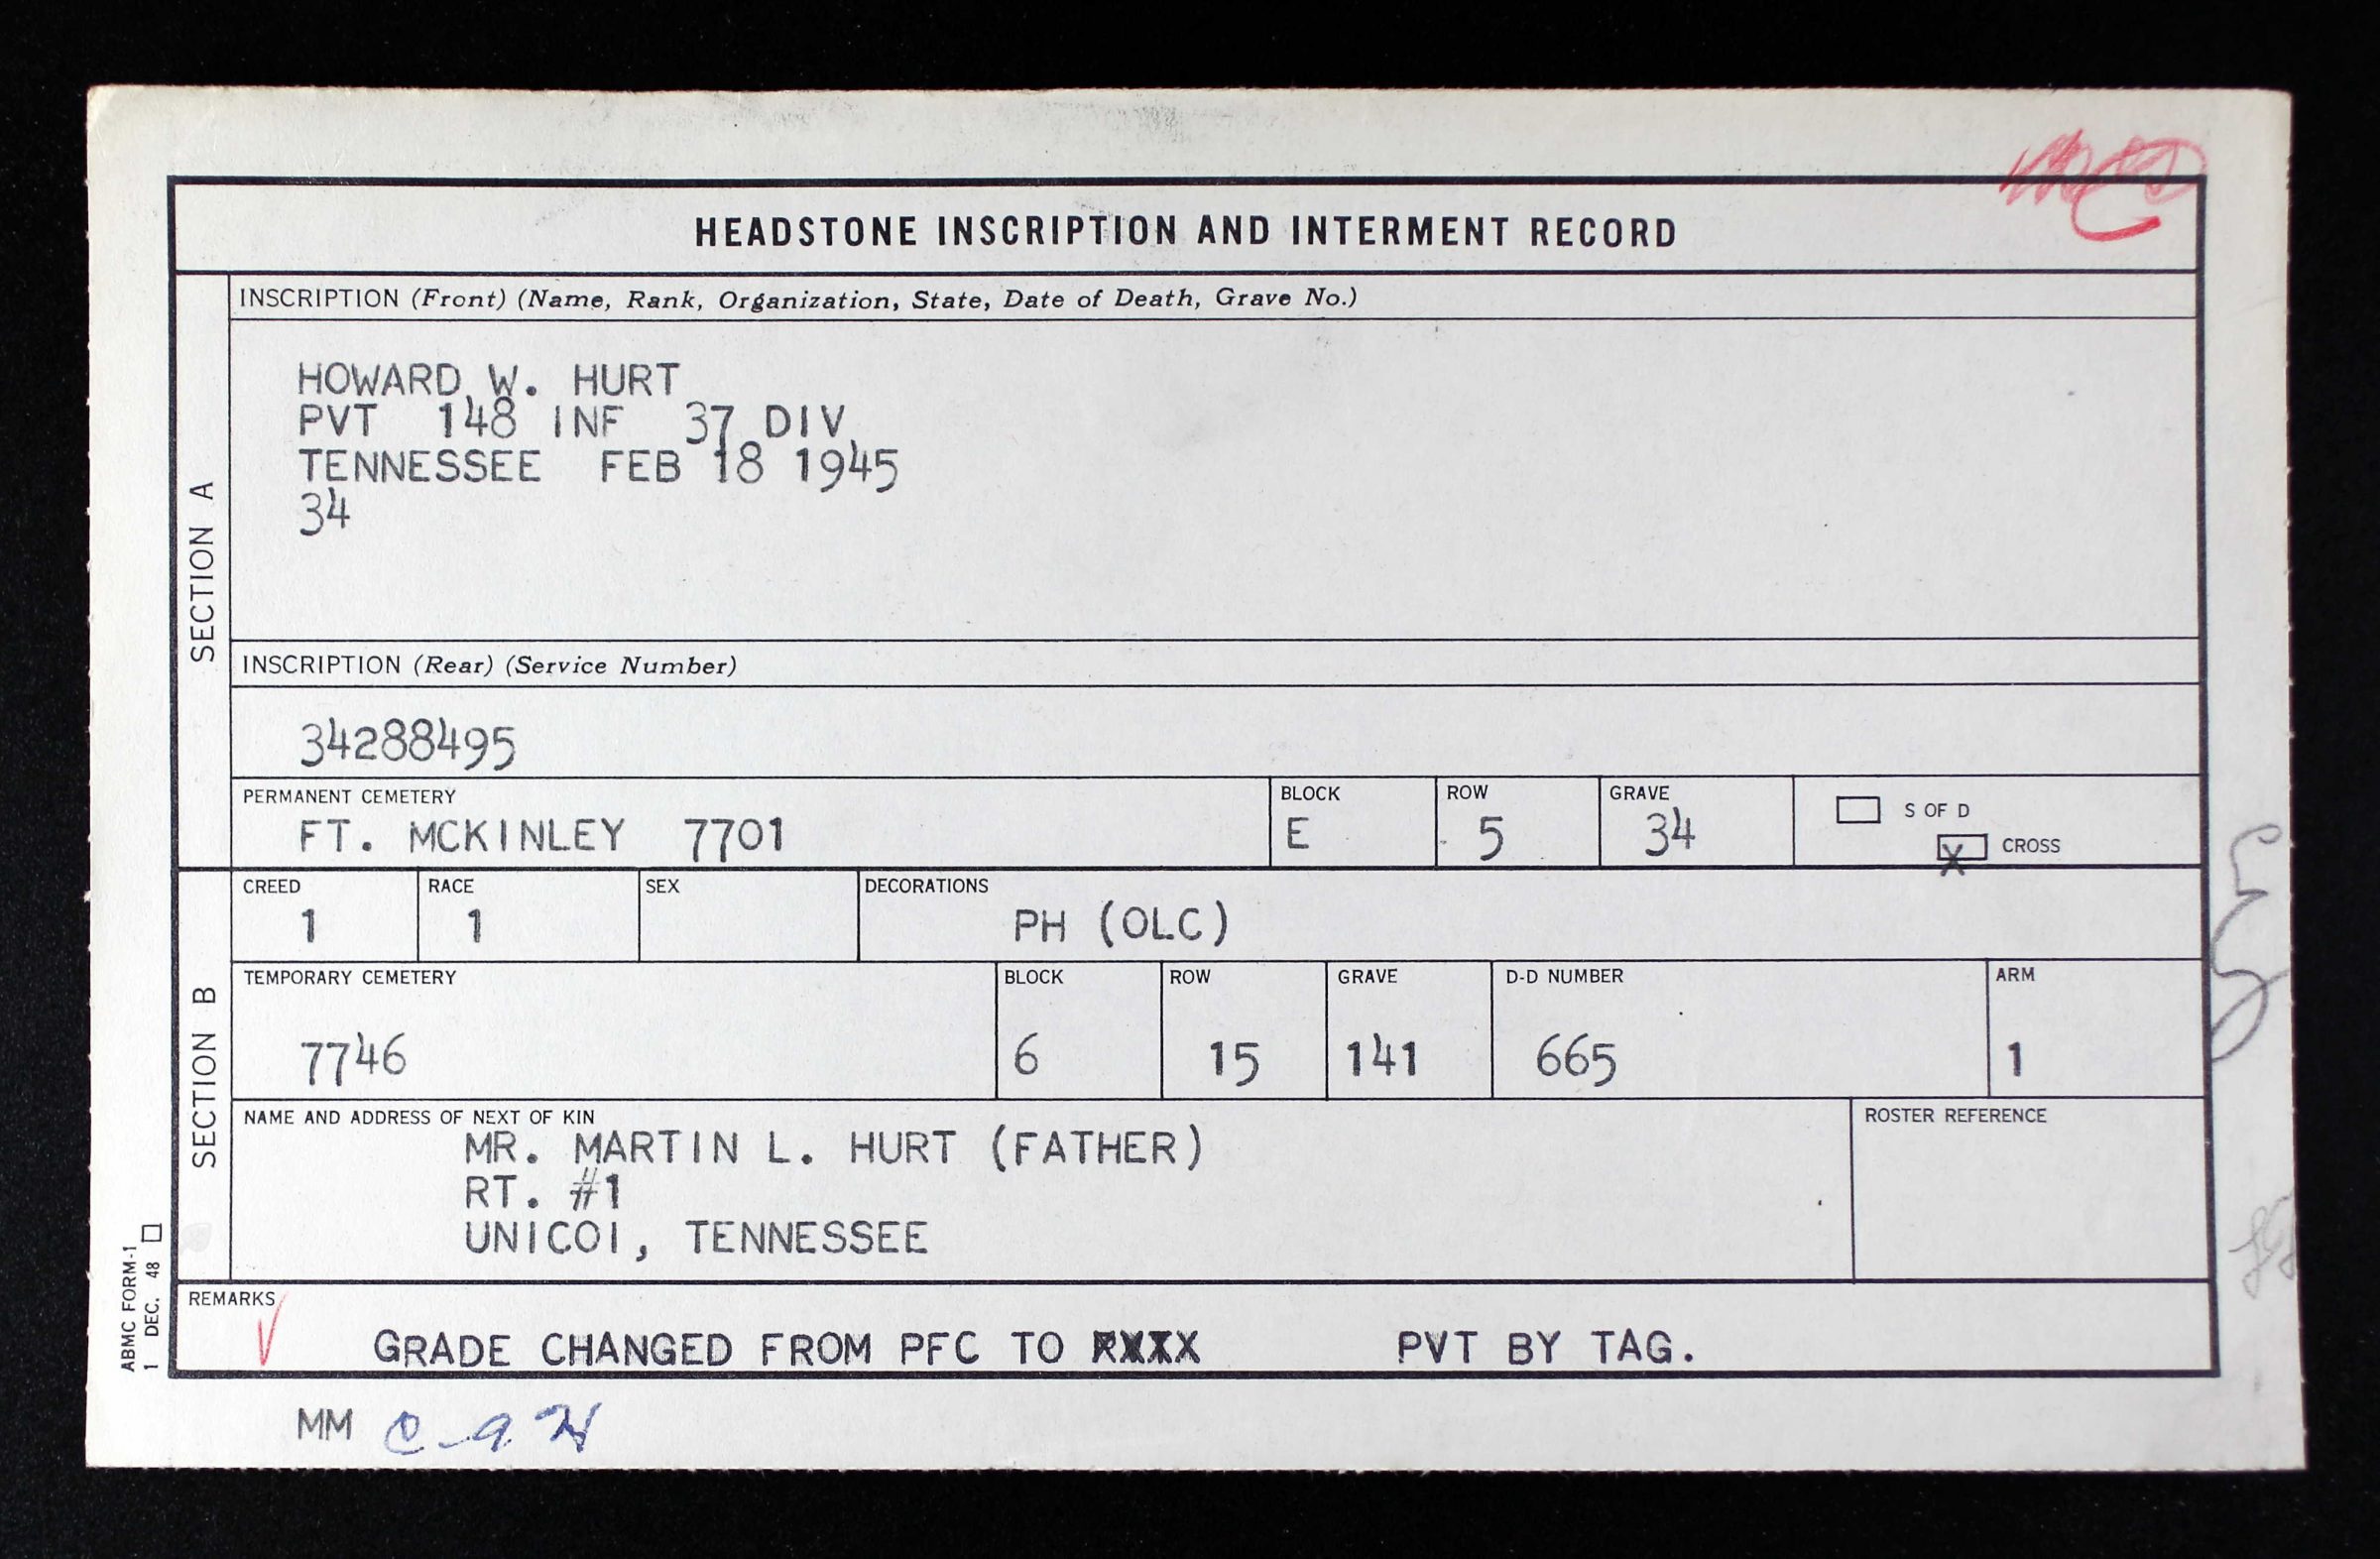 HEADSTONE INSCRIPTION AND INTERMENT RECORD
SECTION A
INSCRIPTION (Front) (Name, Rank, Organization, State, Date of Death, Grave No.)
HOWARD W. HURT
PVT 148 INF 37 DIV
TENNESSEE FEB 18 1945
34
INSCRIPTION (Rear) (Service Number)
34288495
PERMANENT CEMETERY BLOCK ROW GRAVE
FT. MCKINLEY 7701 E 5 34
S OF D
X CROSS
SECTION B
CREED RACE SEX DECORATIONS
1 1 PH (OLC)
TEMPORARY CEMETERY BLOCK ROW GRAVE D-D NUMBER ARM
7746 6 15 141 665 1
NAME AND ADDRESS OF NEXT OF KIN ROSTER REFERENCE
MR. MARTIN L. HURT (FATHER)
RT. #1
UNICOI, TENNESSEE
REMARKS
GRADE CHANGED FROM PFC TO PVT BY TAG.
ABMC FORM-1
1 DEC. 48
MM